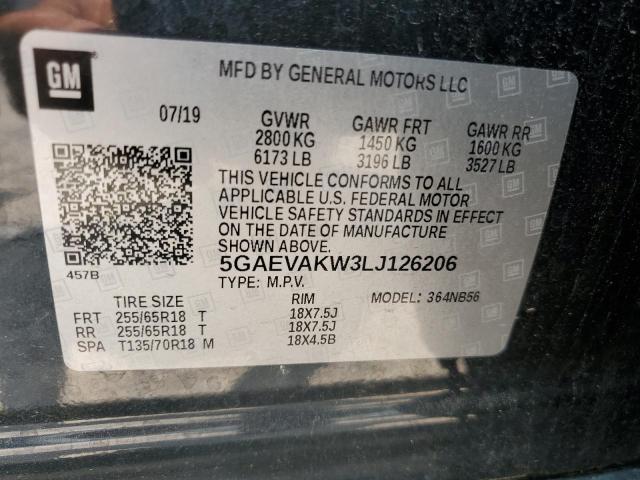 GM
MFD BY GENERAL MOTORS LLC
07/19 GVWR GAWR FRT GAWR RR
2800 KG 1450 KG 1600 KG
6173 LB 3196 LB 3527 LB
THIS VEHICLE CONFORMS TO ALL
APPLICABLE U.S. FEDERAL MOTOR
VEHICLE SAFETY STANDARDS IN EFFECT
ON THE DATE OF MANUFACTURE
SHOWN ABOVE.
457B
5GAEVAKW3LJ126206
TYPE: M.P.V. MODEL: 364NB56
TIRE SIZE RIM
FRT 255/65R18 T 18X7.5J
RR 255/65R18 T 18X7.5J
SPA T135/70R18 M 18X4.5B